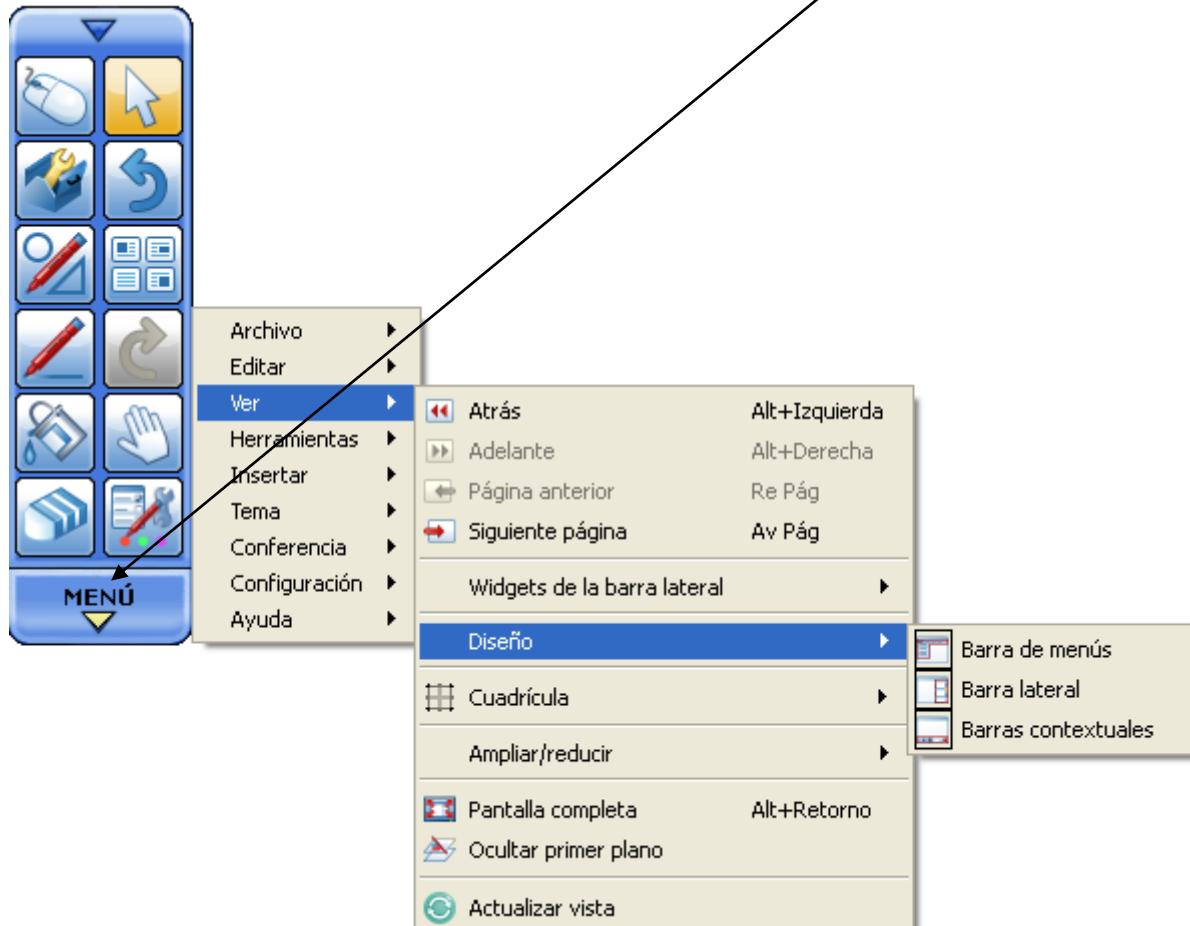 MENÚ
Archivo
Editar
Ver
Herramientas
Insertar
Tema
Conferencia
Configuración
Ayuda
Atrás Alt+Izquierda
Adelante Alt+Derecha
Página anterior Re Pág
Siguiente página Av Pág
Widgets de la barra lateral
Diseño
Cuadrícula
Ampliar/reducir
Pantalla completa Alt+Retorno
Ocultar primer plano
Actualizar vista
Barra de menús
Barra lateral
Barras contextuales